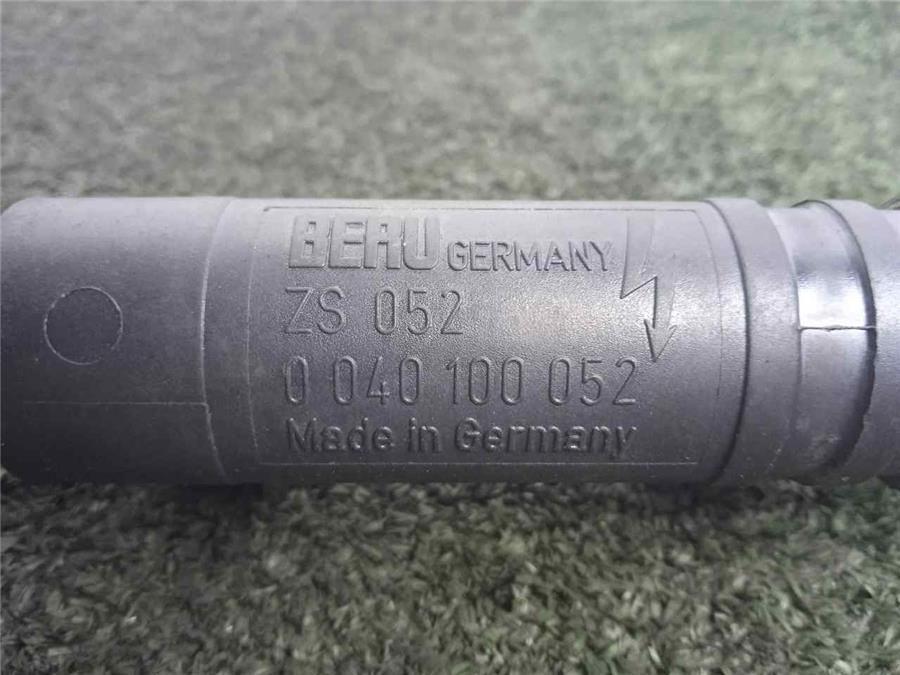 BERU GERMANY
ZS 052
0 040 100 052
Made in Germany